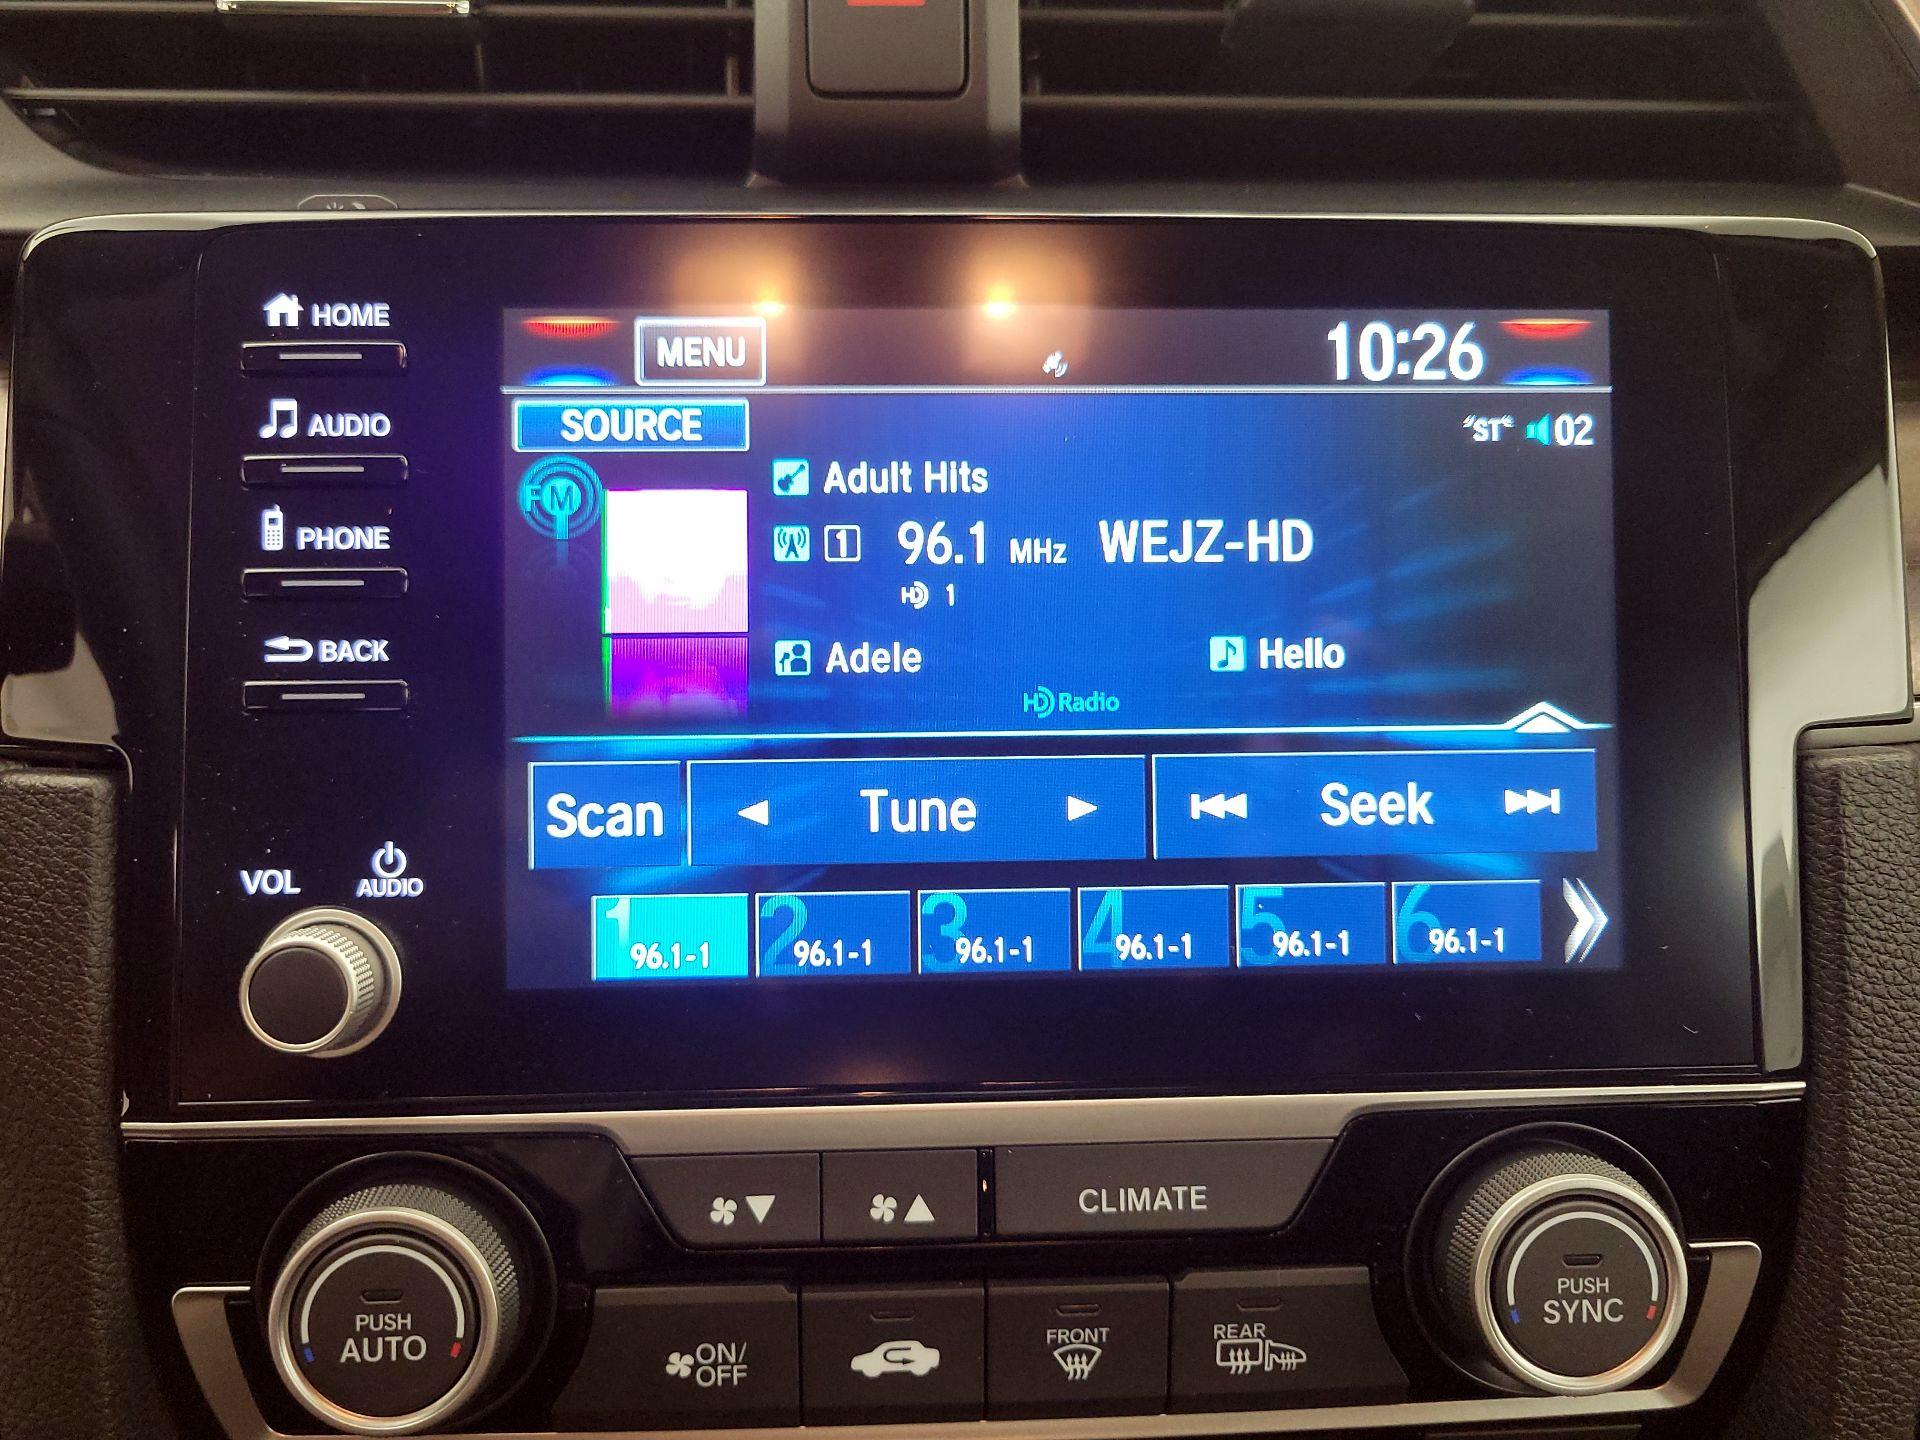 HOME
AUDIO
PHONE
BACK
VOL
AUDIO
MENU
10:26
SOURCE
"ST" 02
FM
Adult Hits
1 96.1 MHz WEJZ-HD
HD 1
Adele
Hello
HD Radio
Scan
Tune
Seek
1 96.1-1
2 96.1-1
3 96.1-1
4 96.1-1
5 96.1-1
6 96.1-1
CLIMATE
PUSH
AUTO
ON/
OFF
FRONT
REAR
PUSH
SYNC